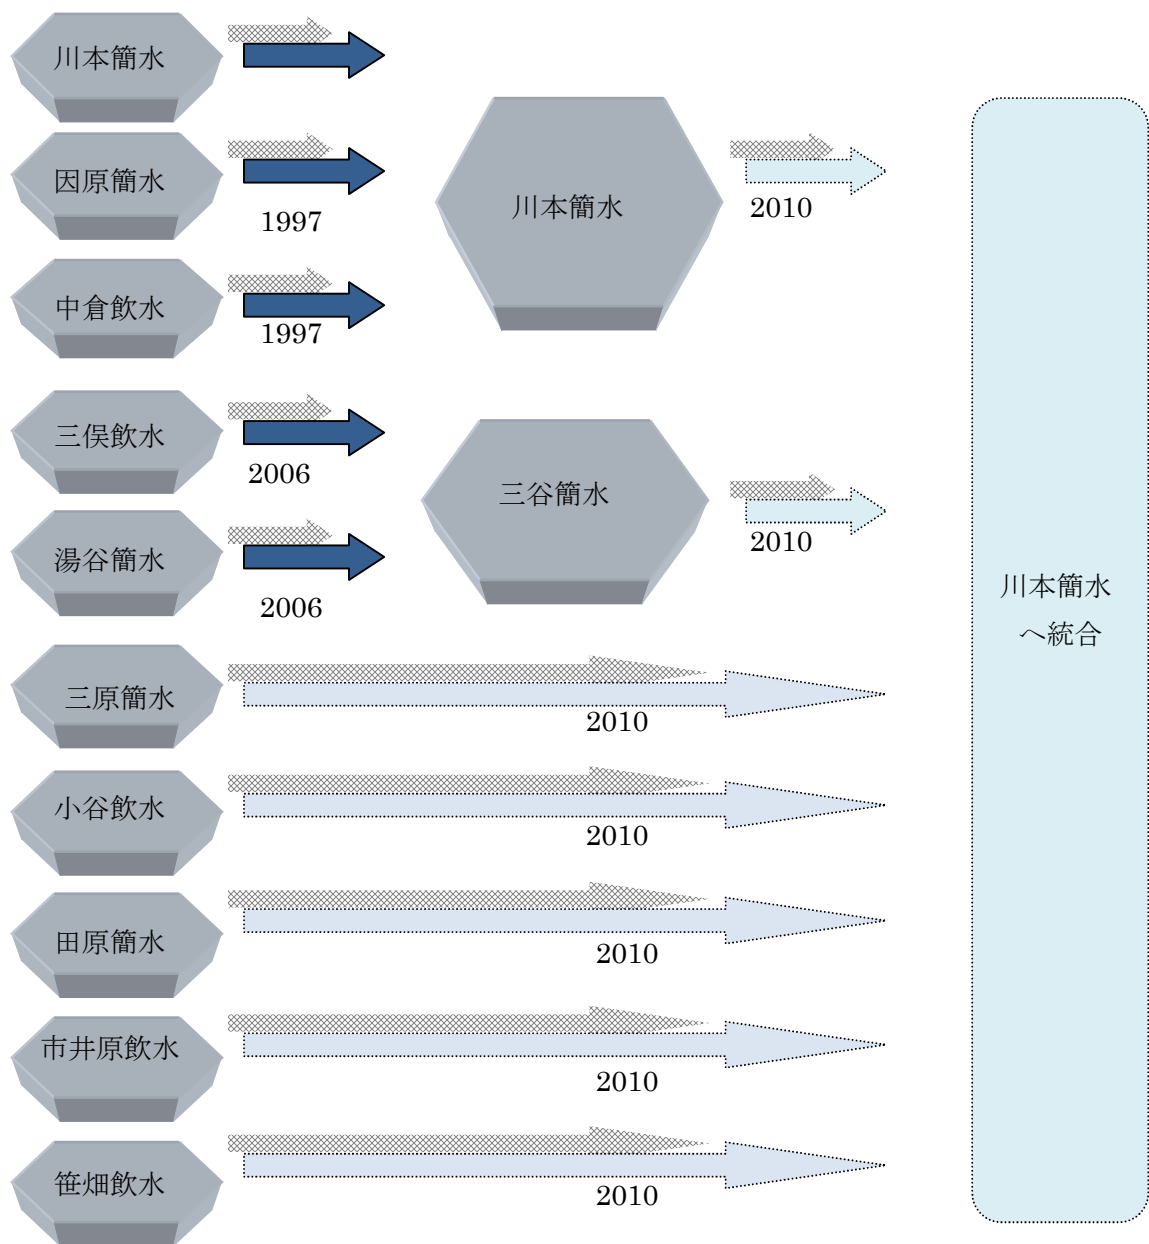 川本簡水
因原簡水
1997
中倉飲水
1997
川本簡水
2010
三俣飲水
2006
湯谷簡水
2006
三谷簡水
2010
三原簡水
2010
小谷飲水
2010
田原簡水
2010
市井原飲水
2010
笹畑飲水
2010
川本簡水
へ統合